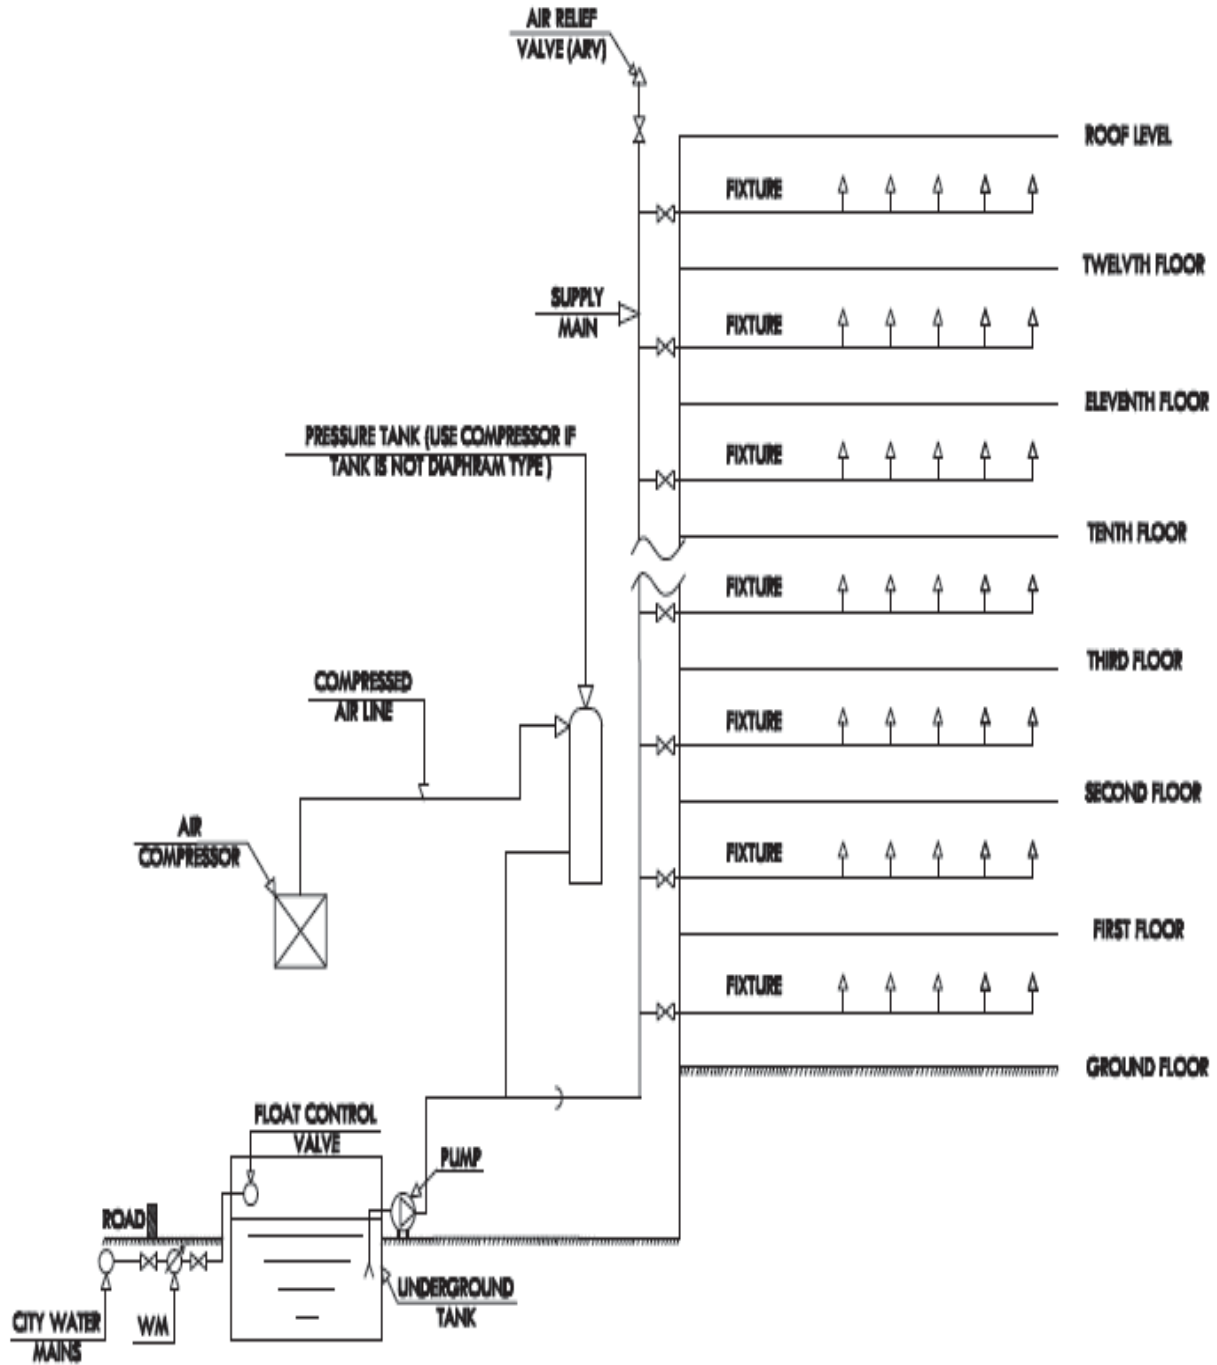 AIR RELIEF
VALVE (ARV)
ROOF LEVEL
FIXTURE
TWELVTH FLOOR
SUPPLY
MAIN
FIXTURE
ELEVENTH FLOOR
PRESSURE TANK (USE COMPRESSOR IF
TANK IS NOT DIAPHRAM TYPE )
FIXTURE
TENTH FLOOR
FIXTURE
THIRD FLOOR
COMPRESSED
AIR LINE
FIXTURE
SECOND FLOOR
AIR
COMPRESSOR
FIXTURE
FIRST FLOOR
FIXTURE
GROUND FLOOR
FLOAT CONTROL
VALVE
PUMP
ROAD
UNDERGROUND
TANK
CITY WATER
MAINS
WM